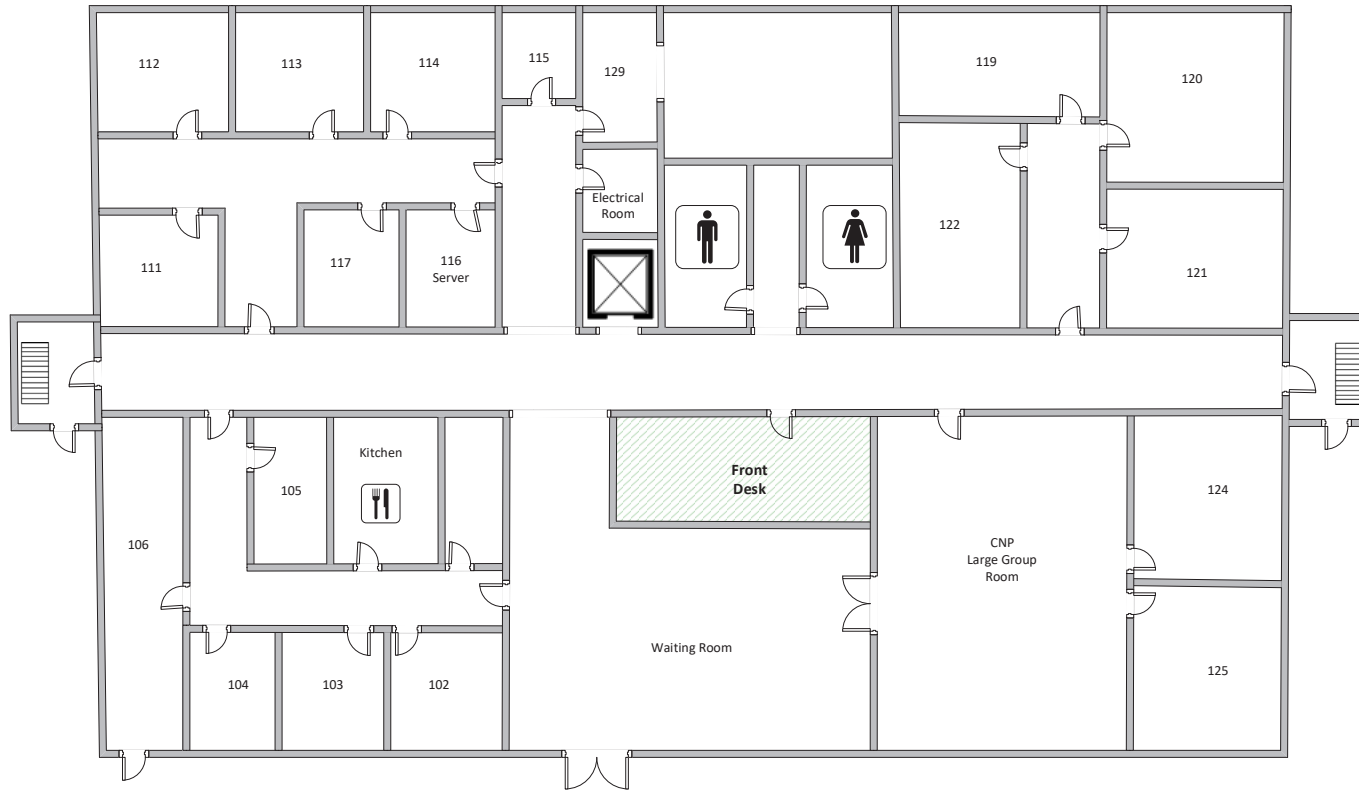 112
113
114
115
129
119
120
Electrical
Room
122
111
117
116
Server
121
Kitchen
105
106
Front
Desk
124
CNP
Large Group
Room
Waiting Room
104
103
102
125